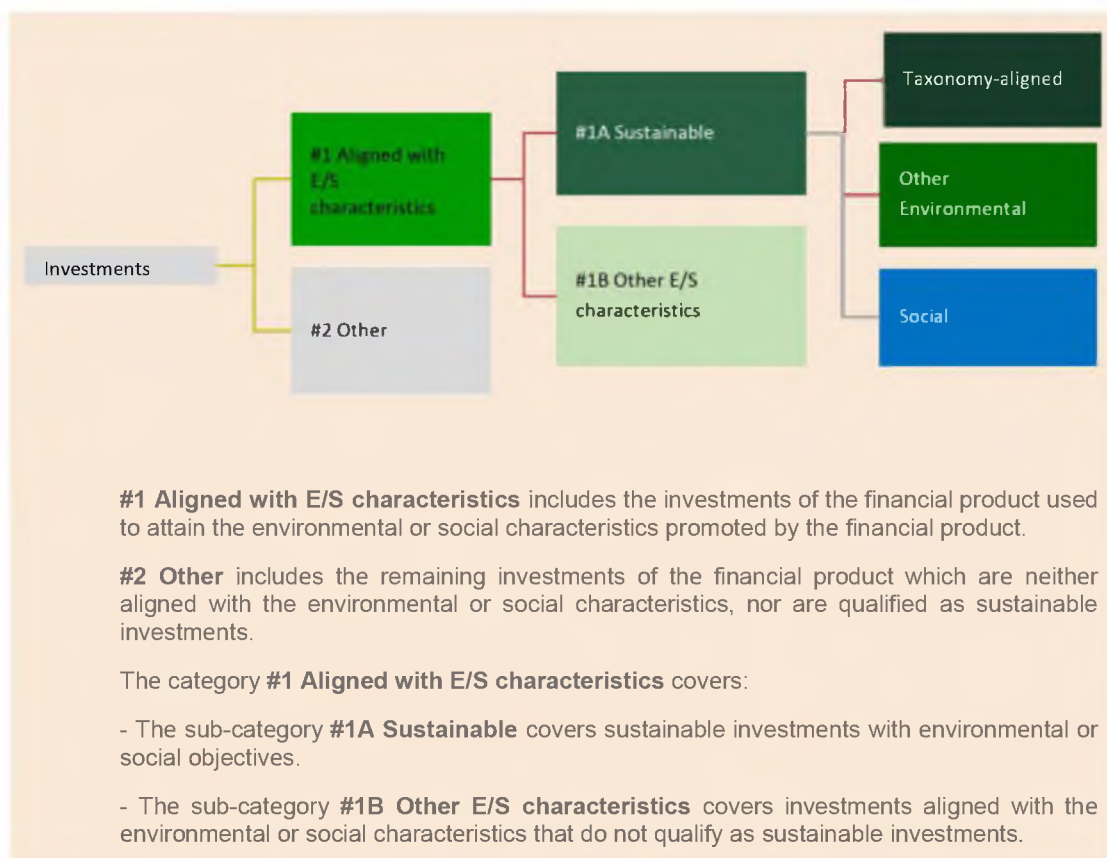 Investments
#1 Aligned with
E/S
characteristics
#2 Other
#1A Sustainable
#1B Other E/S
characteristics
Taxonomy-aligned
Other
Environmental
Social
#1 Aligned with E/S characteristics includes the investments of the financial product used
to attain the environmental or social characteristics promoted by the financial product.
#2 Other includes the remaining investments of the financial product which are neither
aligned with the environmental or social characteristics, nor are qualified as sustainable
investments.
The category #1 Aligned with E/S characteristics covers:
- The sub-category #1A Sustainable covers sustainable investments with environmental or
social objectives.
- The sub-category #1B Other E/S characteristics covers investments aligned with the
environmental or social characteristics that do not qualify as sustainable investments.